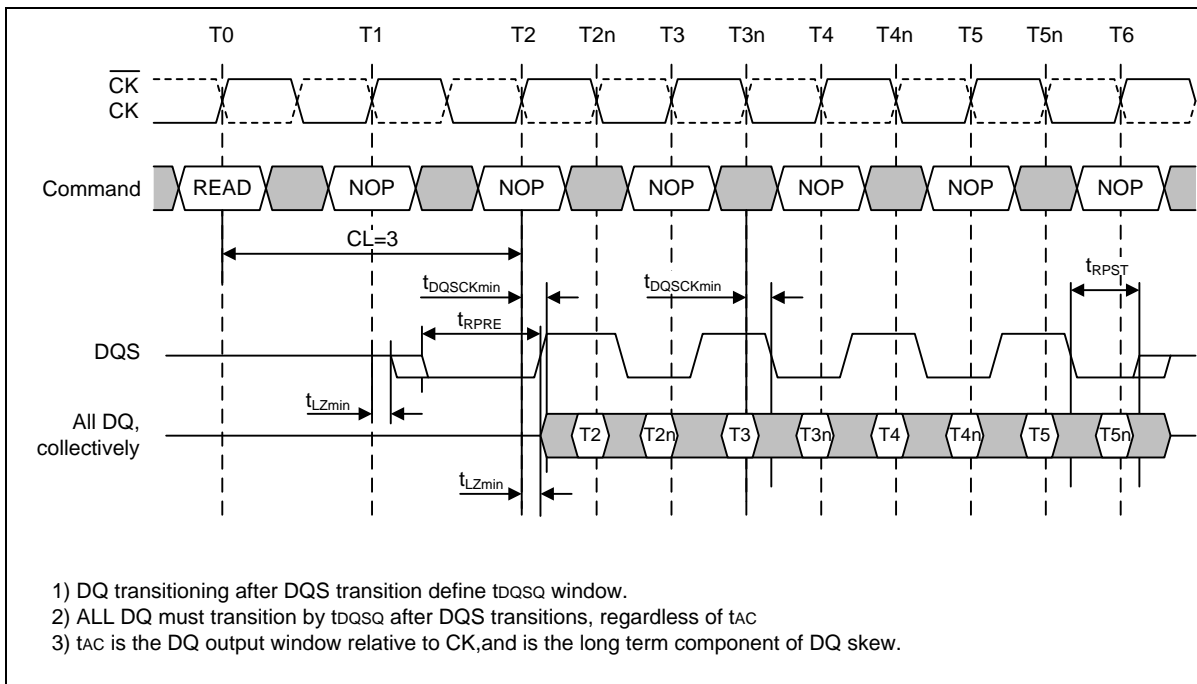 T0 T1 T2 T2n T3 T3n T4 T4n T5 T5n T6
CK
CK
Command READ NOP NOP NOP NOP NOP NOP
CL=3
tDQSCKmin tDQSCKmin tRPST
tRPRE
DQS
tLZmin
All DQ,
collectively T2 T2n T3 T3n T4 T4n T5 T5n
tLZmin
1) DQ transitioning after DQS transition define tDQSQ window.
2) ALL DQ must transition by tDQSQ after DQS transitions, regardless of tAC
3) tAC is the DQ output window relative to CK,and is the long term component of DQ skew.